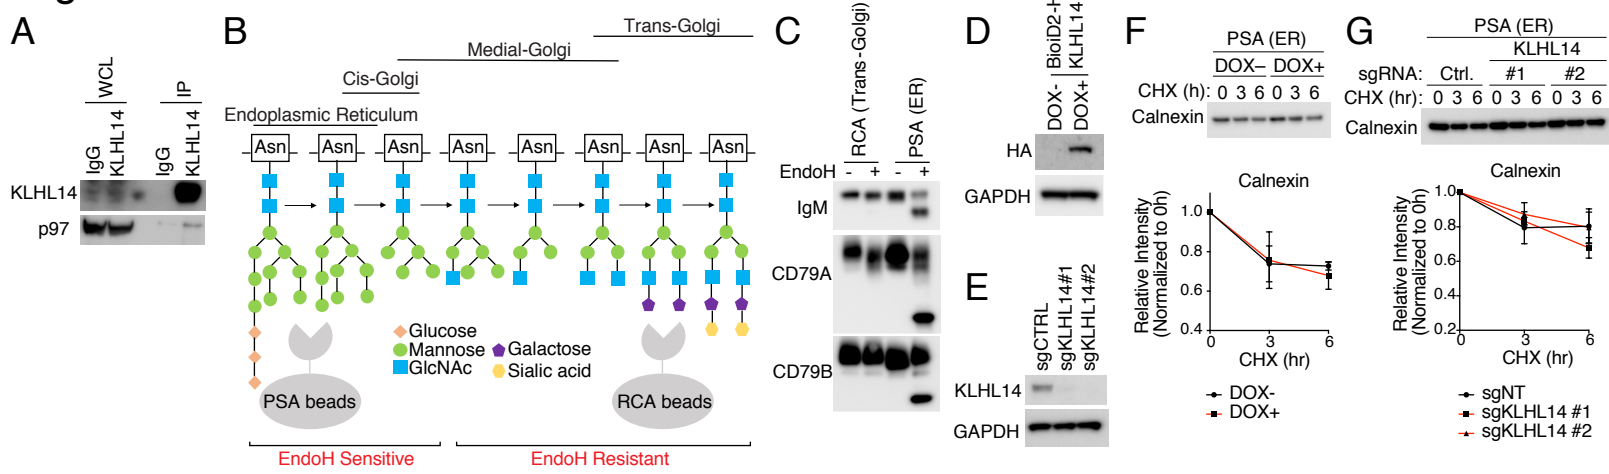 A
WCL
IP
IgG
KLHL14
IgG
KLHL14
KLHL14
p97
B
Trans-Golgi
Medial-Golgi
Cis-Golgi
Endoplasmic Reticulum
Asn
Asn
Asn
Asn
Asn
Asn
Asn
Asn
Glucose
Mannose
GlcNAc
Galactose
Sialic acid
PSA beads
RCA beads
EndoH Sensitive
EndoH Resistant
C
RCA (Trans-Golgi)
PSA (ER)
EndoH - + - +
IgM
CD79A
CD79B
D
BioiD2-H
KLHL14
DOX-
DOX+
HA
GAPDH
E
sgCTRL
sgKLHL14#1
sgKLHL14#2
KLHL14
GAPDH
F
PSA (ER)
DOX– DOX+
CHX (h): 0 3 6 0 3 6
Calnexin
Calnexin
Relative Intensity
(Normalized to 0h)
1.0
0.8
0.6
0.4
0 3 6
CHX (hr)
DOX-
DOX+
G
PSA (ER)
KLHL14
sgRNA: Ctrl. #1 #2
CHX (hr): 0 3 6 0 3 6 0 3 6
Calnexin
Calnexin
Relative Intensity
(Normalized to 0h)
1.0
0.8
0.6
0.4
0.2
0 3 6
CHX (hr)
sgNT
sgKLHL14 #1
sgKLHL14 #2